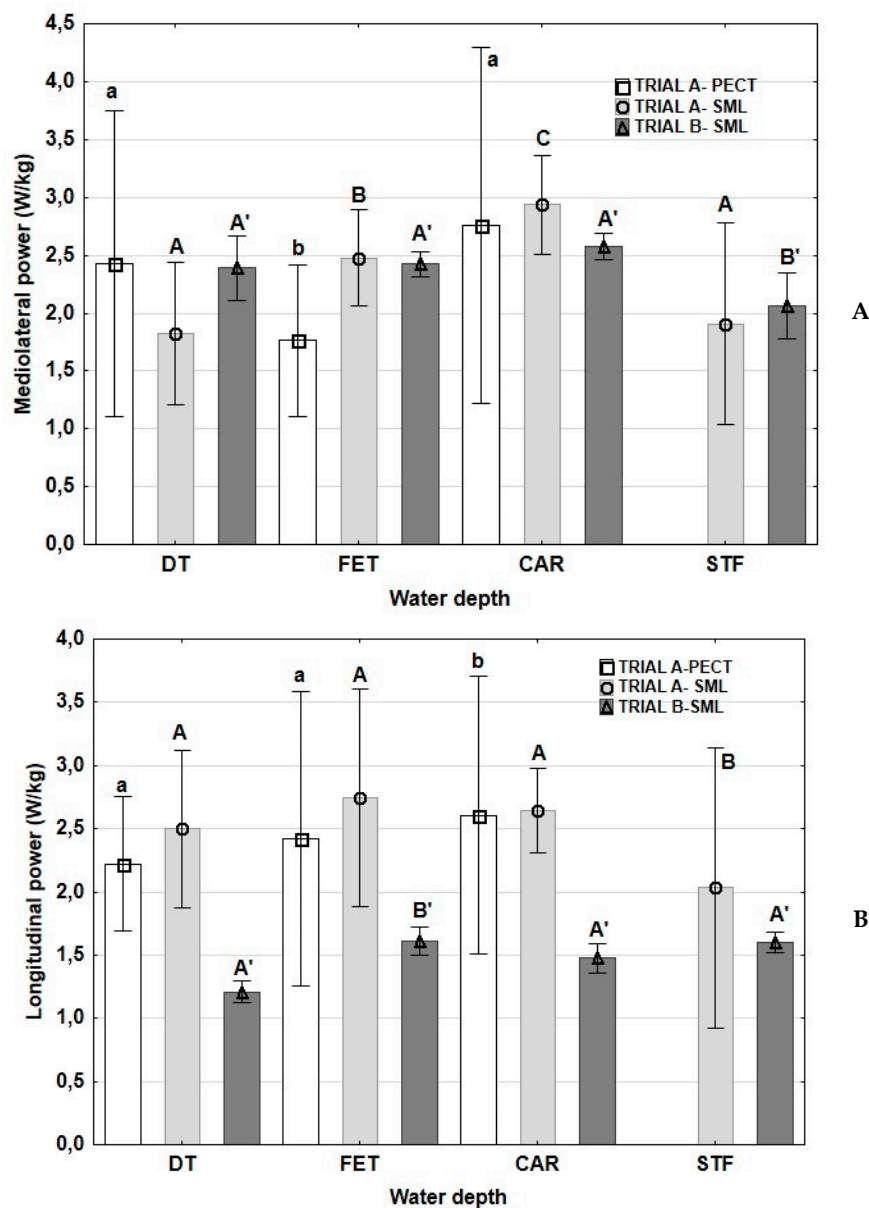 4,5
4,0
3,5
3,0
2,5
2,0
1,5
1,0
0,5
0,0
Mediolateral power (W/kg)
a
A
A'
b
B
A'
a
C
A'
A
B'
TRIAL A- PECT
TRIAL A- SML
TRIAL B- SML
DT FET CAR STF
Water depth
A
4,0
3,5
3,0
2,5
2,0
1,5
1,0
0,5
0,0
Longitudinal power (W/kg)
a
A
A'
a
A
B'
b
A
A'
B
A'
TRIAL A-PECT
TRIAL A- SML
TRIAL B-SML
DT FET CAR STF
Water depth
B